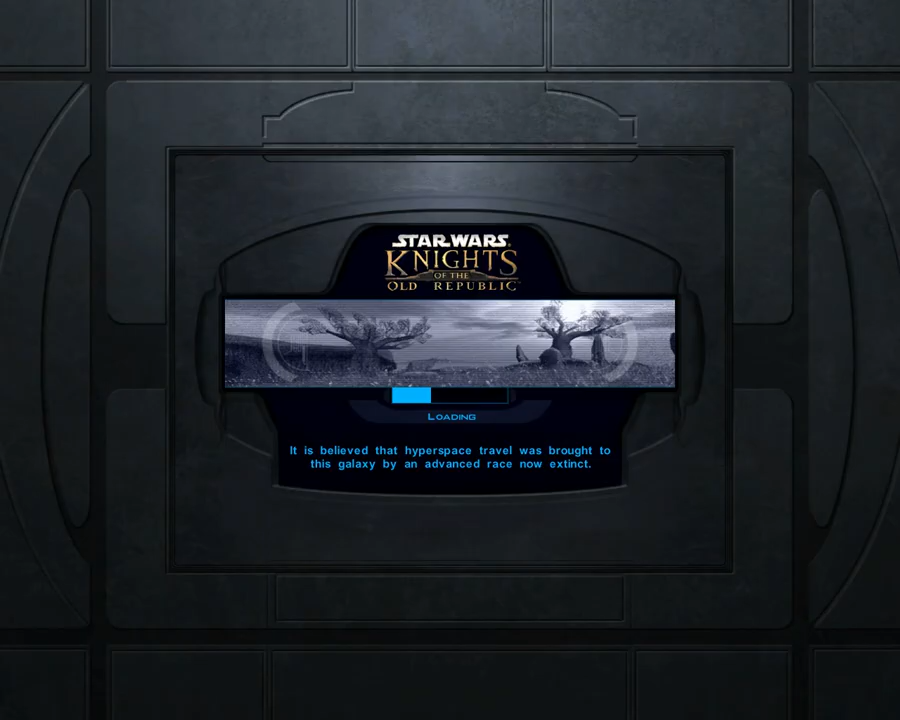 STAR WARS
KNIGHTS
OF THE
OLD REPUBLIC
LOADING
It is believed that hyperspace travel was brought to
this galaxy by an advanced race now extinct.